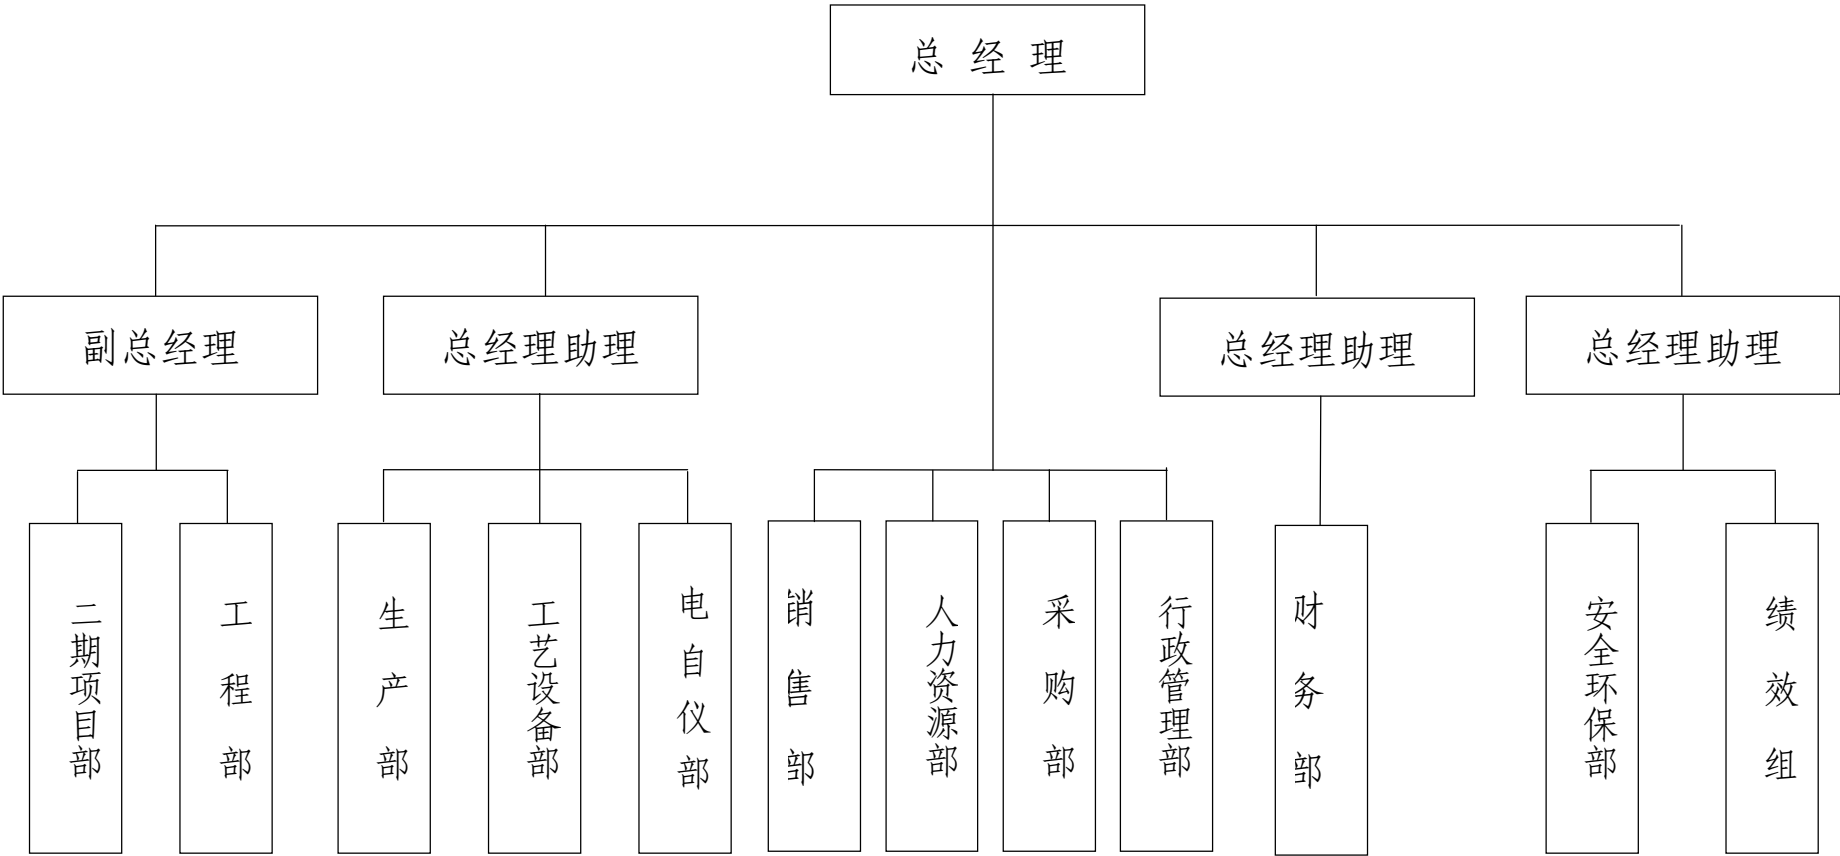 总经理
副总经理
总经理助理
总经理助理
总经理助理
二期项目部
工程部
生产部
工艺设备部
电自仪部
销售部
人力资源部
采购部
行政管理部
财务部
安全环保部
绩效组